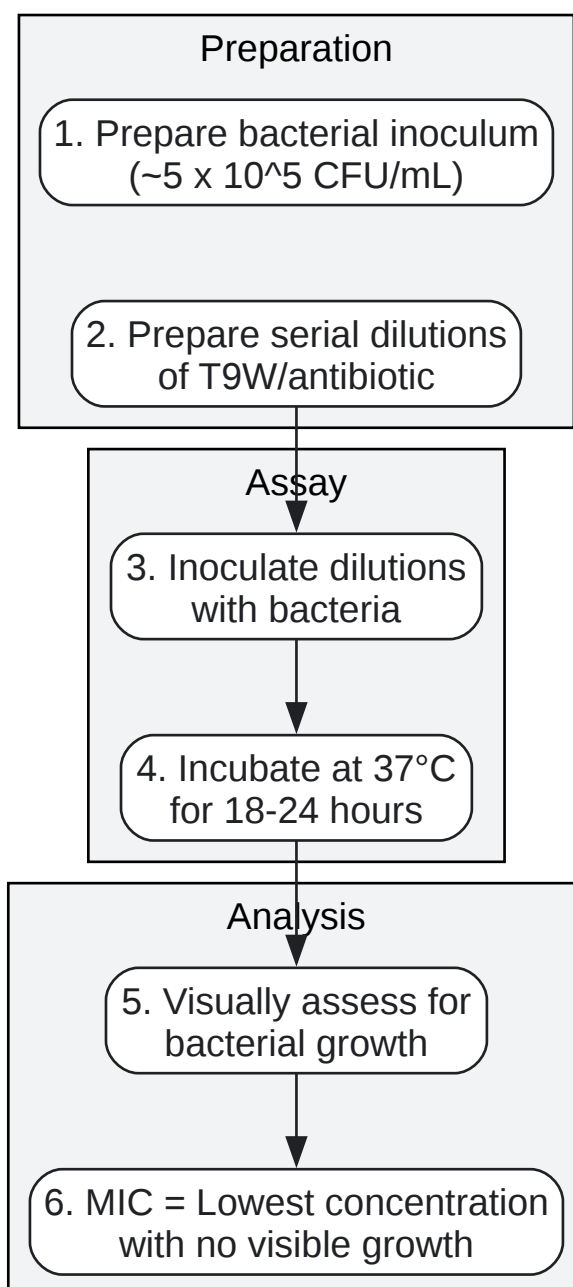 Preparation
1. Prepare bacterial inoculum
(~5 x 10^5 CFU/mL)
2. Prepare serial dilutions
of T9W/antibiotic
Assay
3. Inoculate dilutions
with bacteria
4. Incubate at 37°C
for 18-24 hours
Analysis
5. Visually assess for
bacterial growth
6. MIC = Lowest concentration
with no visible growth